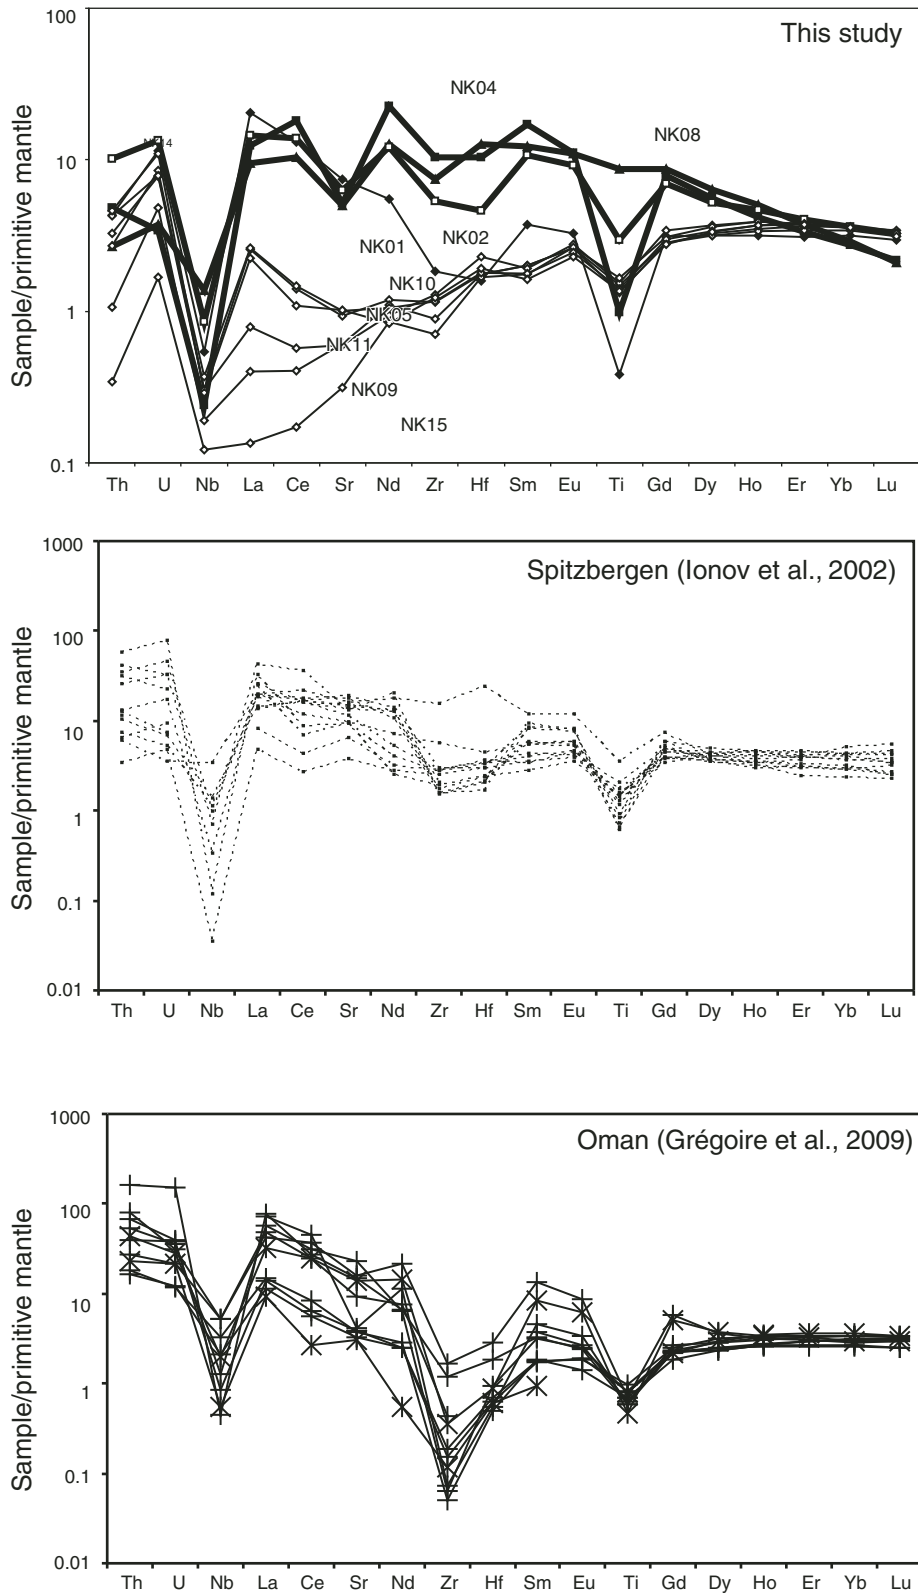 100
This study
NK04
NK08
10
NK01
NK02
NK10
1
NK05
NK11
NK09
NK15
0.1
Sample/primitive mantle
Th U Nb La Ce Sr Nd Zr Hf Sm Eu Ti Gd Dy Ho Er Yb Lu
1000
Spitzbergen (Ionov et al., 2002)
100
10
1
0.1
0.01
Sample/primitive mantle
Th U Nb La Ce Sr Nd Zr Hf Sm Eu Ti Gd Dy Ho Er Yb Lu
1000
Oman (Grégoire et al., 2009)
100
10
1
0.1
0.01
Sample/primitive mantle
Th U Nb La Ce Sr Nd Zr Hf Sm Eu Ti Gd Dy Ho Er Yb Lu